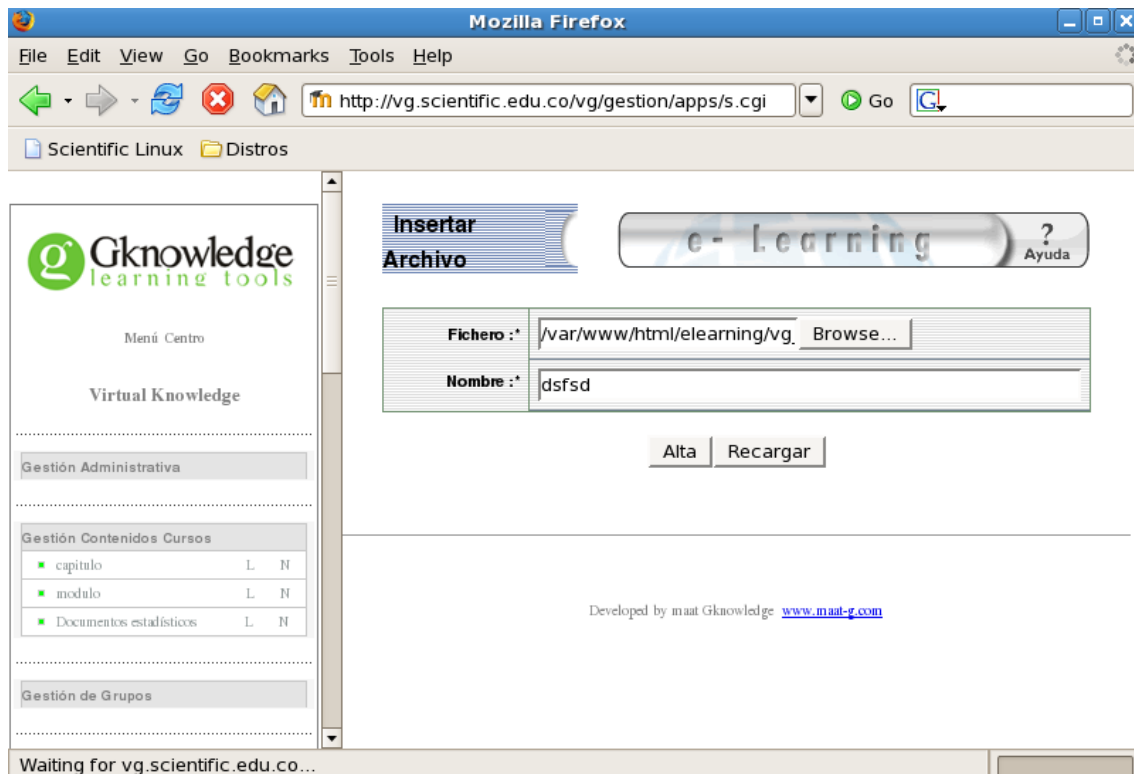 Mozilla Firefox
File Edit View Go Bookmarks Tools Help
http://vg.scientific.edu.co/vg/gestion/apps/s.cgi Go G
Scientific Linux Distros
Gknowledge
learning tools
Menú Centro
Virtual Knowledge
Gestión Administrativa
Gestión Contenidos Cursos
capitulo L N
modulo L N
Documentos estadísticos L N
Gestión de Grupos
Insertar
Archivo
e- Learning
?
Ayuda
Fichero :* /var/www/html/elearning/vg_ Browse...
Nombre :* dsfsd
Alta Recargar
Developed by maat Gknowledge www.maat-g.com
Waiting for vg.scientific.edu.co...